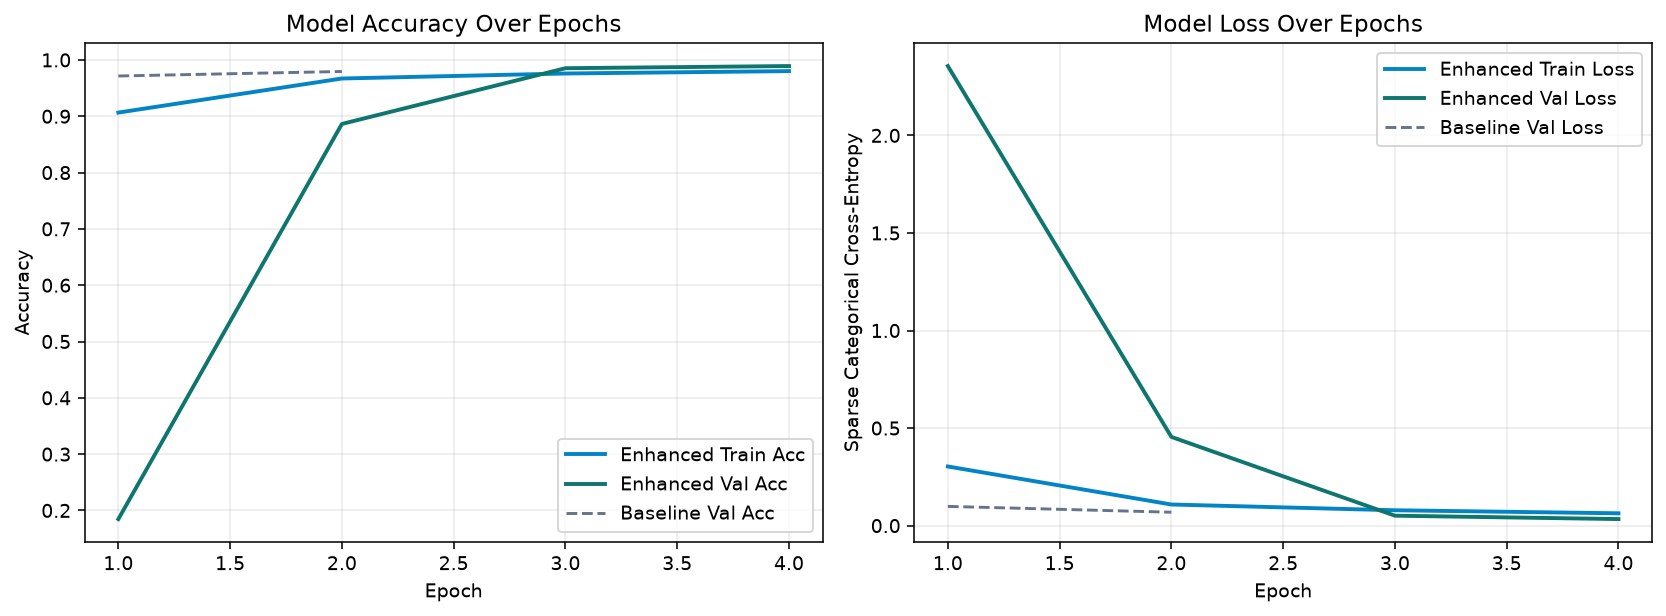 Model Accuracy Over Epochs
Accuracy
1.0
0.9
0.8
0.7
0.6
0.5
0.4
0.3
0.2
Enhanced Train Acc
Enhanced Val Acc
Baseline Val Acc
1.0 1.5 2.0 2.5 3.0 3.5 4.0
Epoch
Model Loss Over Epochs
Sparse Categorical Cross-Entropy
2.0
1.5
1.0
0.5
0.0
Enhanced Train Loss
Enhanced Val Loss
Baseline Val Loss
1.0 1.5 2.0 2.5 3.0 3.5 4.0
Epoch